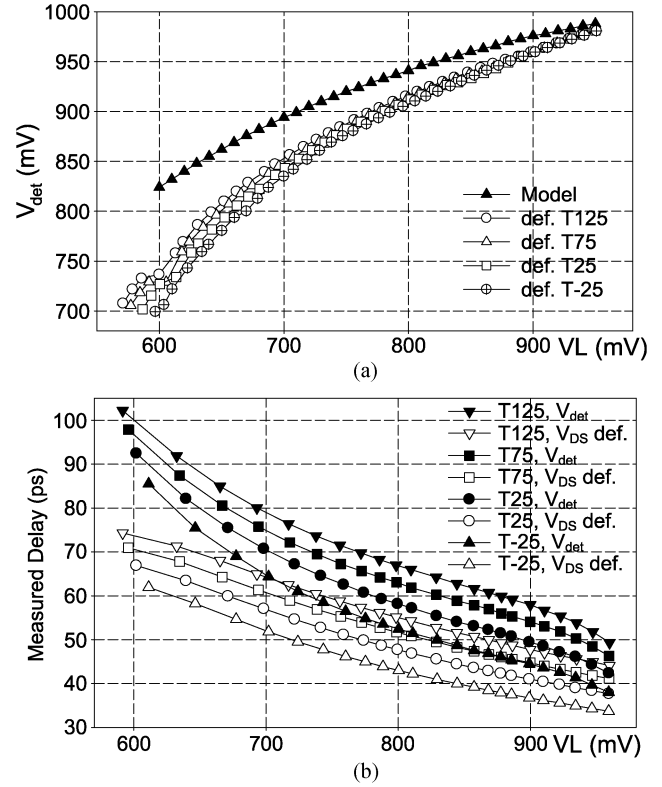 1000
950
900
850
800
750
700
V_det (mV)
Model
def. T125
def. T75
def. T25
def. T-25
600
700
800
900
VL (mV)
(a)
100
90
80
70
60
50
40
30
Measured Delay (ps)
T125, V_det
T125, V_DS def.
T75, V_det
T75, V_DS def.
T25, V_det
T25, V_DS def.
T-25, V_det
T-25, V_DS def.
600
700
800
900
VL (mV)
(b)